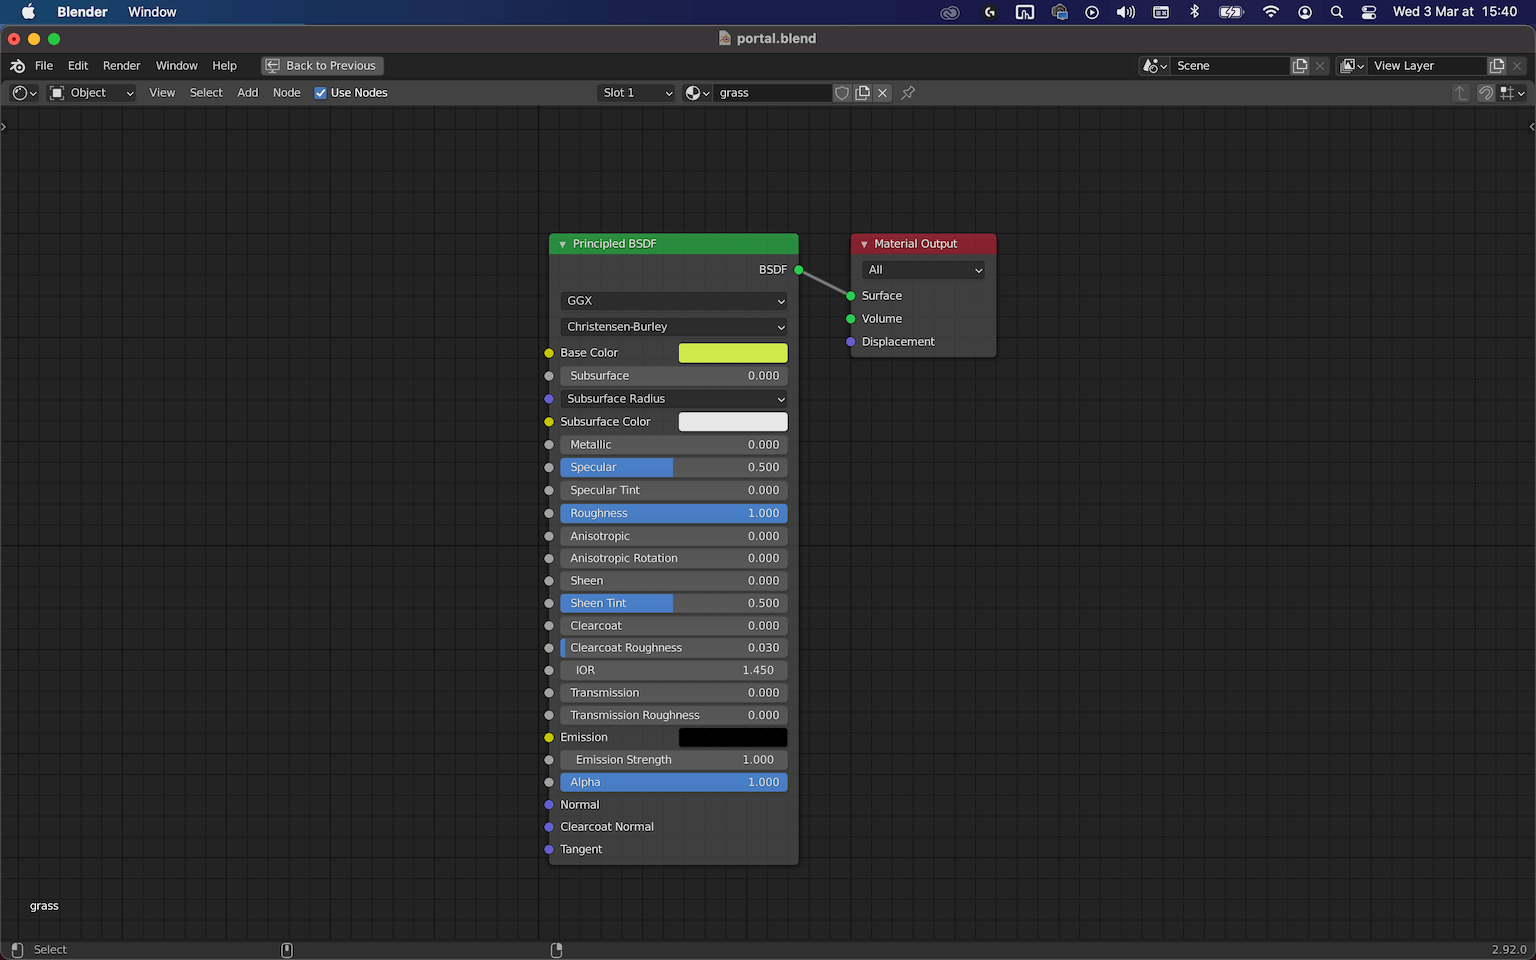 Blender Window Wed 3 Mar at 15:40
portal.blend
File Edit Render Window Help Back to Previous Scene View Layer
Object View Select Add Node Use Nodes Slot 1 grass
Principled BSDF
BSDF
GGX
Christensen-Burley
Base Color
Subsurface 0.000
Subsurface Radius
Subsurface Color
Metallic 0.000
Specular 0.500
Specular Tint 0.000
Roughness 1.000
Anisotropic 0.000
Anisotropic Rotation 0.000
Sheen 0.000
Sheen Tint 0.500
Clearcoat 0.000
Clearcoat Roughness 0.030
IOR 1.450
Transmission 0.000
Transmission Roughness 0.000
Emission
Emission Strength 1.000
Alpha 1.000
Normal
Clearcoat Normal
Tangent
Material Output
All
Surface
Volume
Displacement
grass
Select 2.92.0